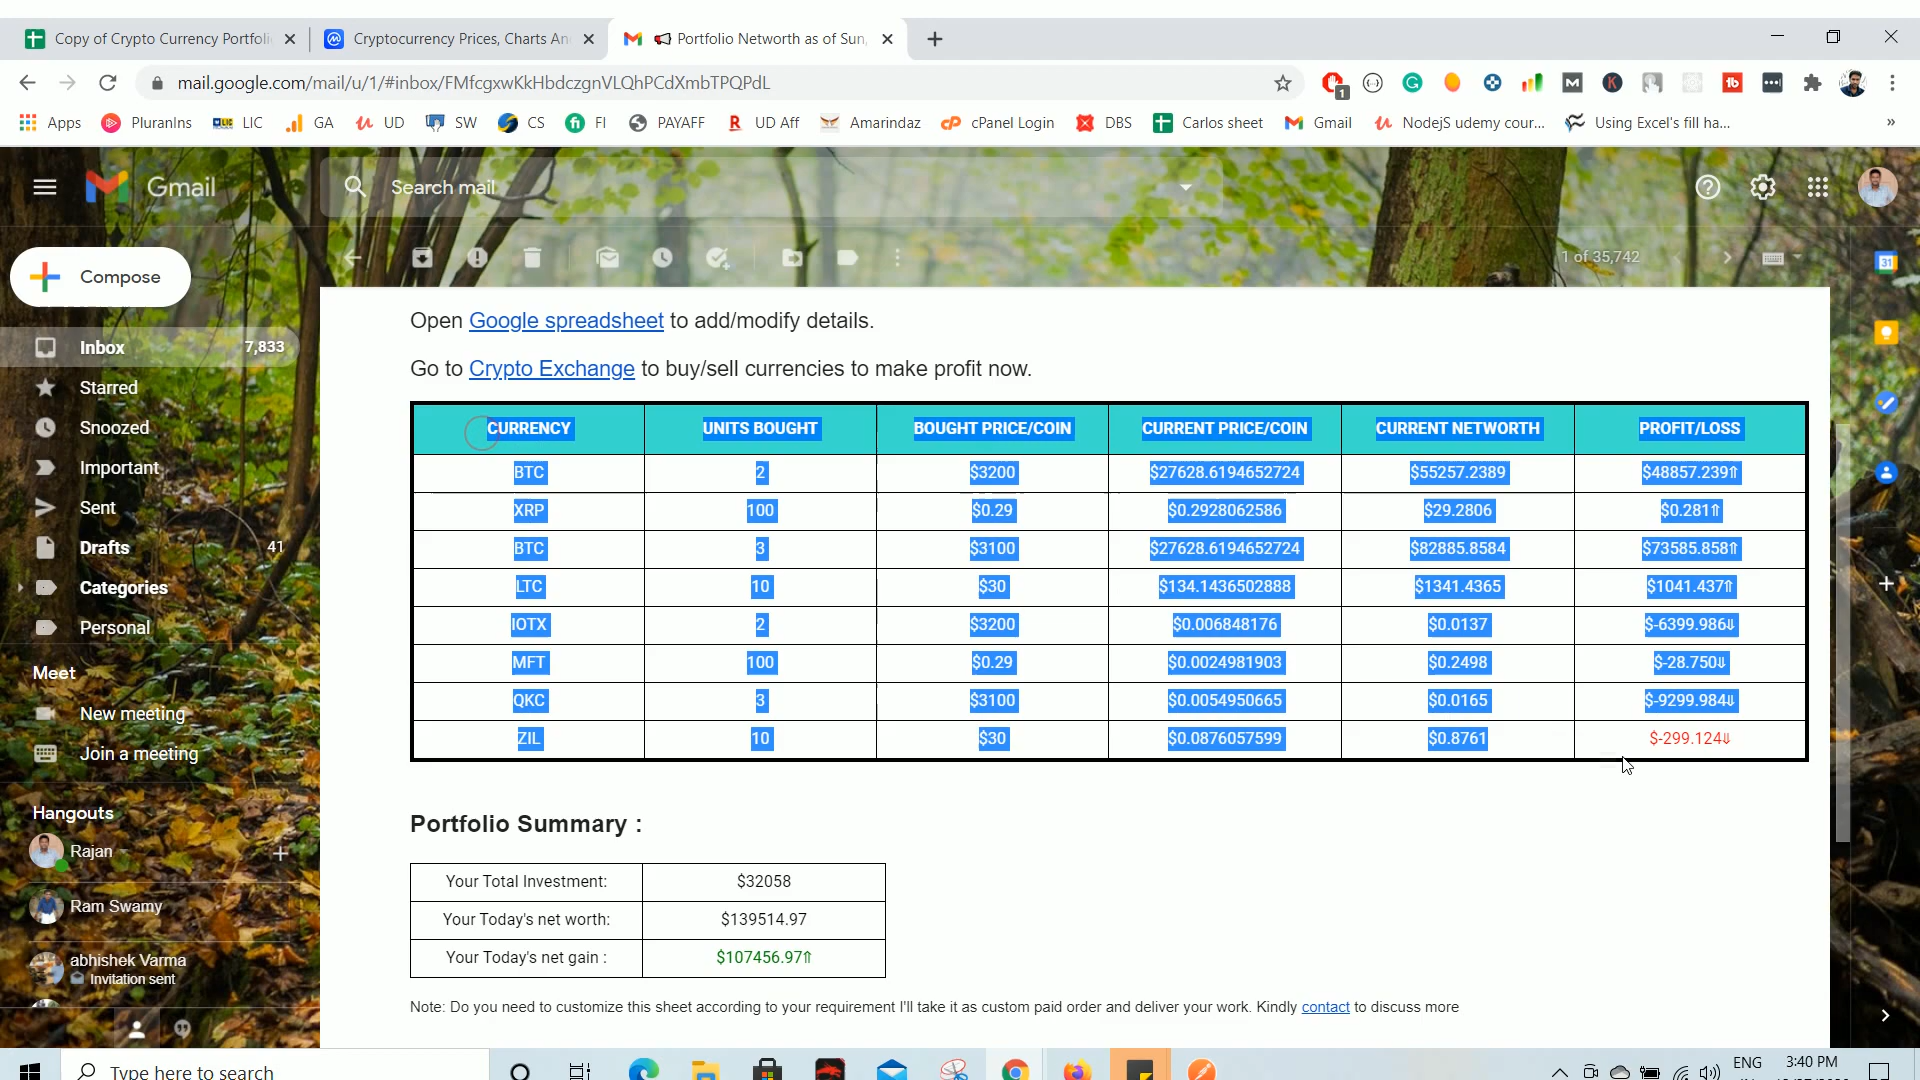 Copy of Crypto Currency Portfoli
Cryptocurrency Prices, Charts An
Portfolio Networth as of Sun,
mail.google.com/mail/u/1/#inbox/FMfcgxwKkHbdczgnVLQhPCdXmbTPQPdL
Apps PluranIns LIC GA UD SW CS FI PAYAFF UD Aff Amarindaz cPanel Login DBS Carlos sheet Gmail NodejS udemy cour... Using Excel's fill ha...
Gmail
Search mail
Compose
1 of 35,742
Inbox 7,833
Starred
Snoozed
Important
Sent
Drafts 41
Categories
Personal
Meet
New meeting
Join a meeting
Hangouts
Rajan
Ram Swamy
abhishek Varma
Invitation sent
Open Google spreadsheet to add/modify details.
Go to Crypto Exchange to buy/sell currencies to make profit now.
CURRENCY UNITS BOUGHT BOUGHT PRICE/COIN CURRENT PRICE/COIN CURRENT NETWORTH PROFIT/LOSS
BTC 2 $3200 $27628.6194652724 $55257.2389 $48857.239⇑
XRP 100 $0.29 $0.2928062586 $29.2806 $0.281⇑
BTC 3 $3100 $27628.6194652724 $82885.8584 $73585.858⇑
LTC 10 $30 $134.1436502888 $1341.4365 $1041.437⇑
IOTX 2 $3200 $0.006848176 $0.0137 $-6399.986⇓
MFT 100 $0.29 $0.0024981903 $0.2498 $-28.750⇓
QKC 3 $3100 $0.0054950665 $0.0165 $-9299.984⇓
ZIL 10 $30 $0.0876057599 $0.8761 $-299.124⇓
Portfolio Summary :
Your Total Investment: $32058
Your Today's net worth: $139514.97
Your Today's net gain : $107456.97⇑
Note: Do you need to customize this sheet according to your requirement I'll take it as custom paid order and deliver your work. Kindly contact to discuss more
Type here to search
ENG
3:40 PM